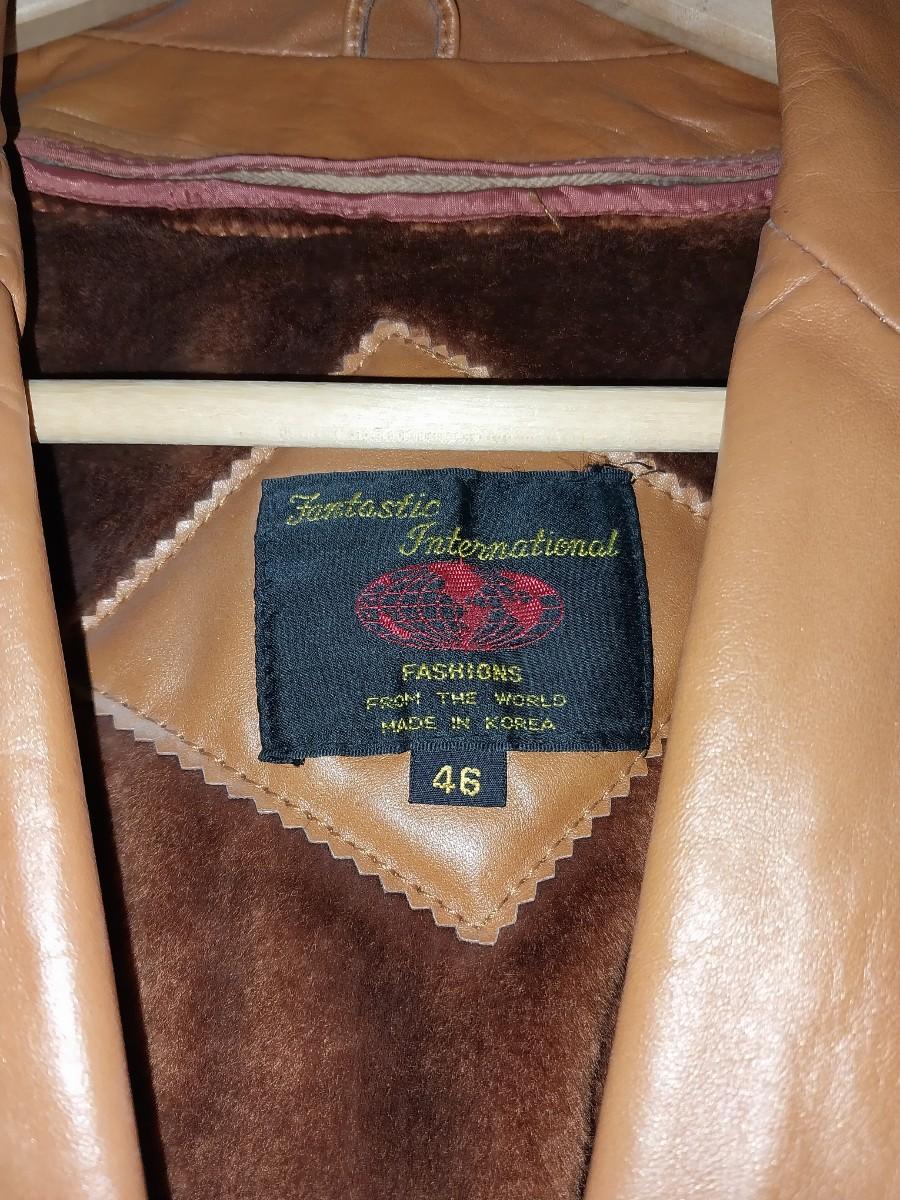 Fantastic
International
FASHIONS
FROM THE WORLD
MADE IN KOREA
46